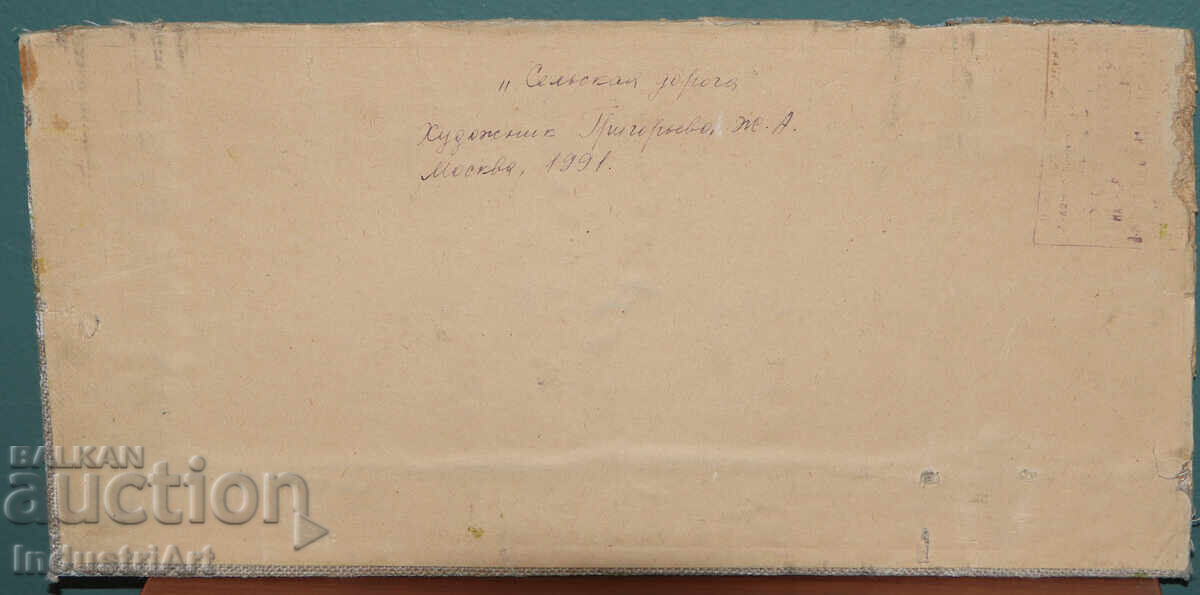 „Сельская дорога"
Художник Григорьева Ж. А.
Москва, 1991.
BALKAN
auction
IndustriArt